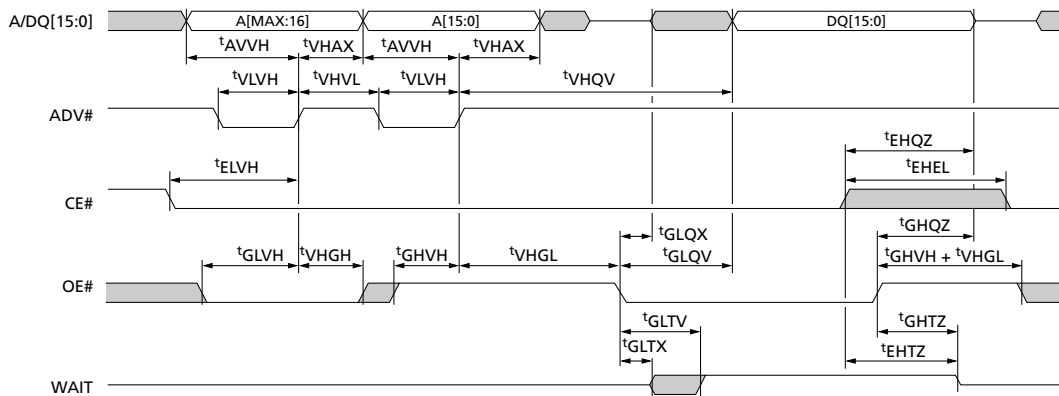 A/DQ[15:0] A[MAX:16] A[15:0] DQ[15:0]
tAVVH tVHAX tAVVH tVHAX
tVLVH tVHVL tVLVH tVHQV
ADV#
tEHQZ
tELVH tEHEL
CE#
tGHQZ
tGLQX
tGLVH tVHGH tGHVH tVHGL tGLQV tGHVH + tVHGL
OE#
tGLTV tGHTZ
tGLTX tEHTZ
WAIT